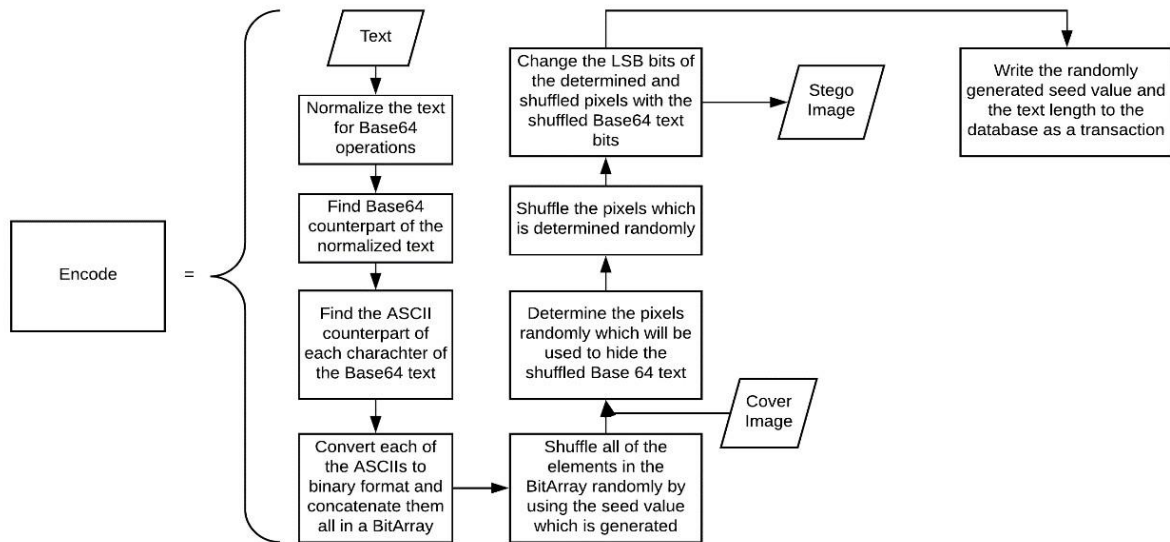 Encode
=
Text
Normalize the text
for Base64
operations
Find Base64
counterpart of the
normalized text
Find the ASCII
counterpart of
each charachter of
the Base64 text
Convert each of
the ASCIIs to
binary format and
concatenate them
all in a BitArray
Shuffle all of the
elements in the
BitArray randomly by
using the seed value
which is generated
Cover
Image
Determine the pixels
randomly which will be
used to hide the
shuffled Base 64 text
Shuffle the pixels which
is determined randomly
Change the LSB bits of
the determined and
shuffled pixels with the
shuffled Base64 text
bits
Stego
Image
Write the randomly
generated seed value and
the text length to the
database as a transaction